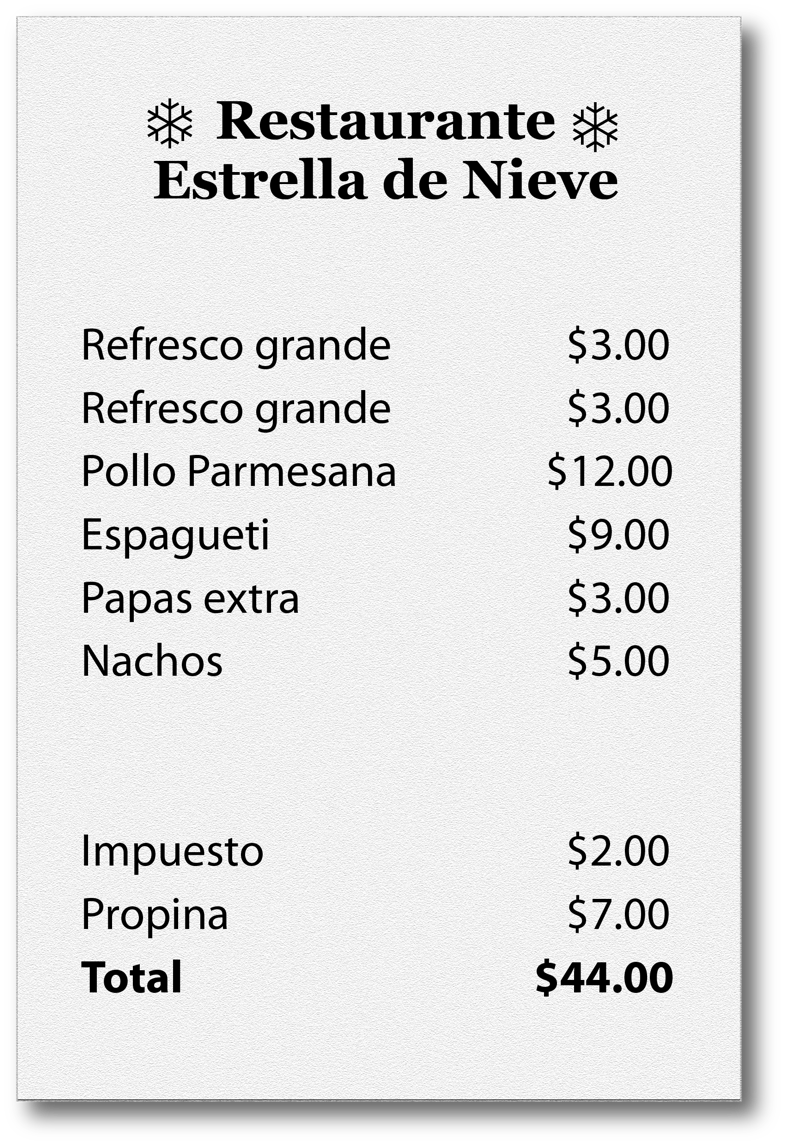 Restaurante
Estrella de Nieve
Refresco grande $3.00
Refresco grande $3.00
Pollo Parmesana $12.00
Espagueti $9.00
Papas extra $3.00
Nachos $5.00
Impuesto $2.00
Propina $7.00
Total $44.00